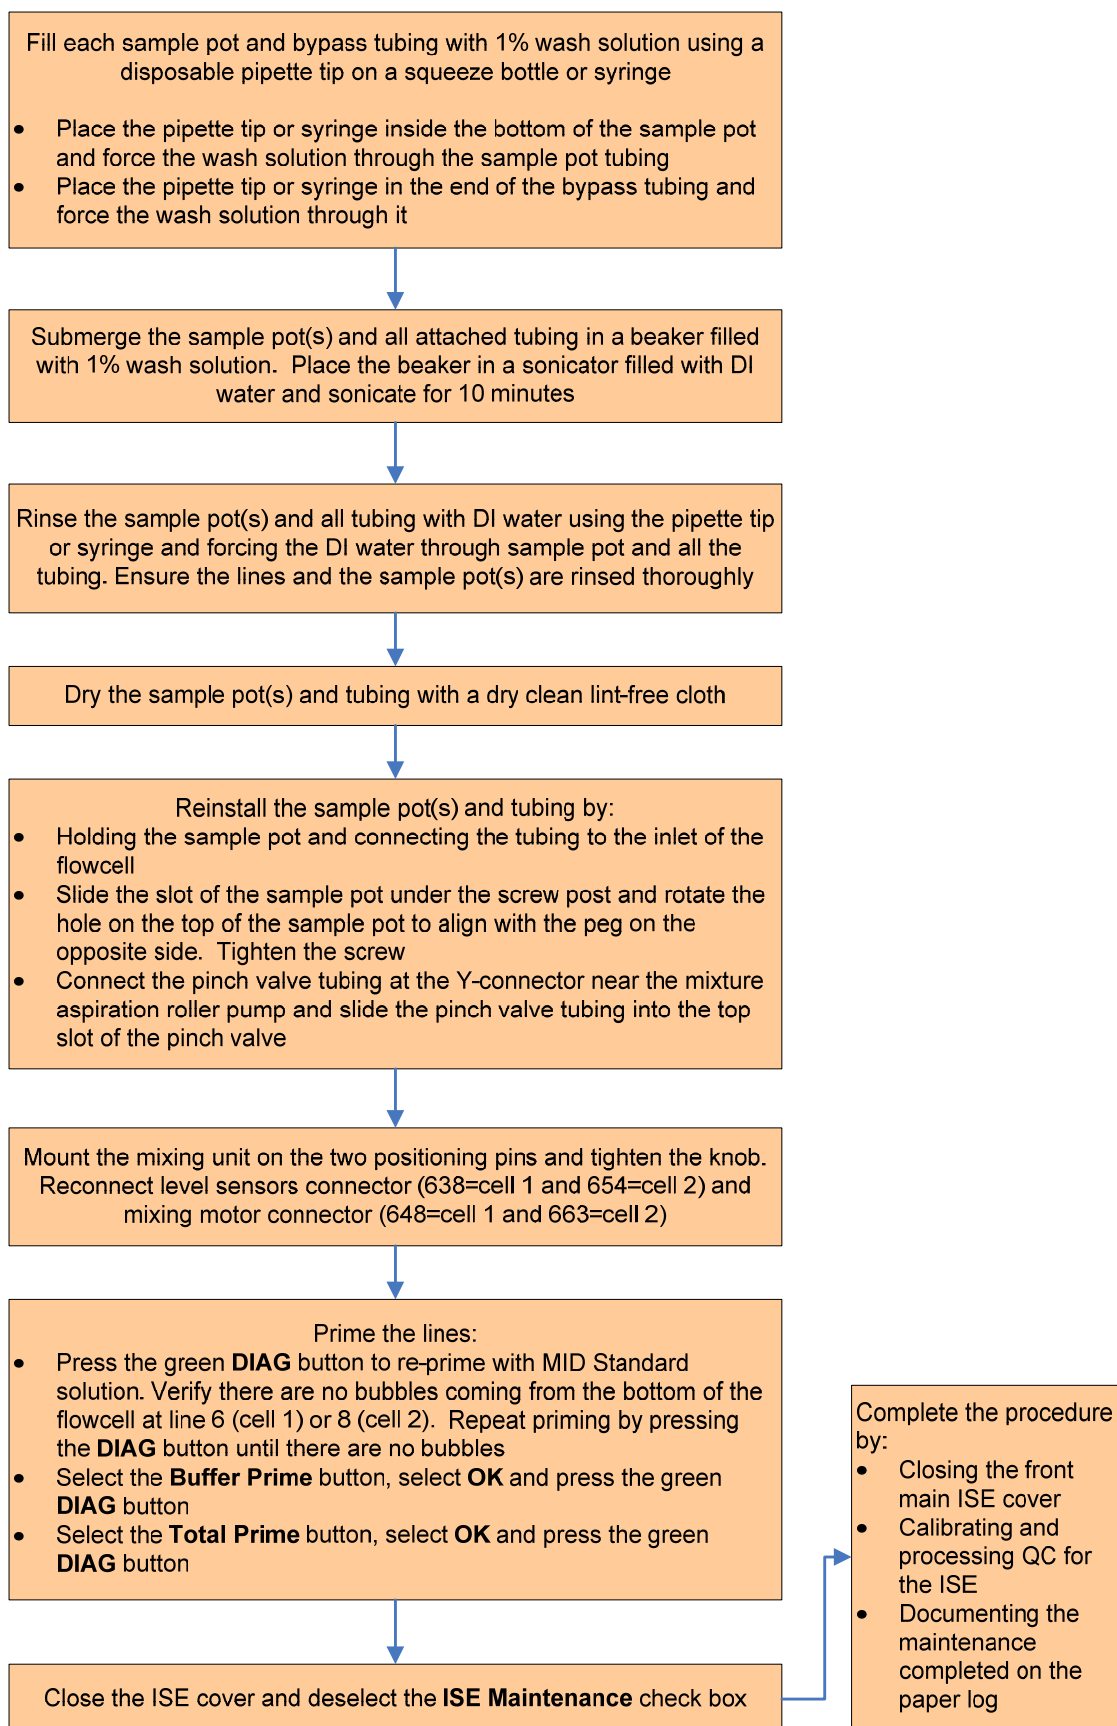 Fill each sample pot and bypass tubing with 1% wash solution using a
disposable pipette tip on a squeeze bottle or syringe
• Place the pipette tip or syringe inside the bottom of the sample pot
and force the wash solution through the sample pot tubing
• Place the pipette tip or syringe in the end of the bypass tubing and
force the wash solution through it
Submerge the sample pot(s) and all attached tubing in a beaker filled
with 1% wash solution. Place the beaker in a sonicator filled with DI
water and sonicate for 10 minutes
Rinse the sample pot(s) and all tubing with DI water using the pipette tip
or syringe and forcing the DI water through sample pot and all the
tubing. Ensure the lines and the sample pot(s) are rinsed thoroughly
Dry the sample pot(s) and tubing with a dry clean lint-free cloth
Reinstall the sample pot(s) and tubing by:
• Holding the sample pot and connecting the tubing to the inlet of the
flowcell
• Slide the slot of the sample pot under the screw post and rotate the
hole on the top of the sample pot to align with the peg on the
opposite side. Tighten the screw
• Connect the pinch valve tubing at the Y-connector near the mixture
aspiration roller pump and slide the pinch valve tubing into the top
slot of the pinch valve
Mount the mixing unit on the two positioning pins and tighten the knob.
Reconnect level sensors connector (638=cell 1 and 654=cell 2) and
mixing motor connector (648=cell 1 and 663=cell 2)
Prime the lines:
• Press the green DIAG button to re-prime with MID Standard
solution. Verify there are no bubbles coming from the bottom of the
flowcell at line 6 (cell 1) or 8 (cell 2). Repeat priming by pressing
the DIAG button until there are no bubbles
• Select the Buffer Prime button, select OK and press the green
DIAG button
• Select the Total Prime button, select OK and press the green
DIAG button
Close the ISE cover and deselect the ISE Maintenance check box
Complete the procedure
by:
• Closing the front
main ISE cover
• Calibrating and
processing QC for
the ISE
• Documenting the
maintenance
completed on the
paper log